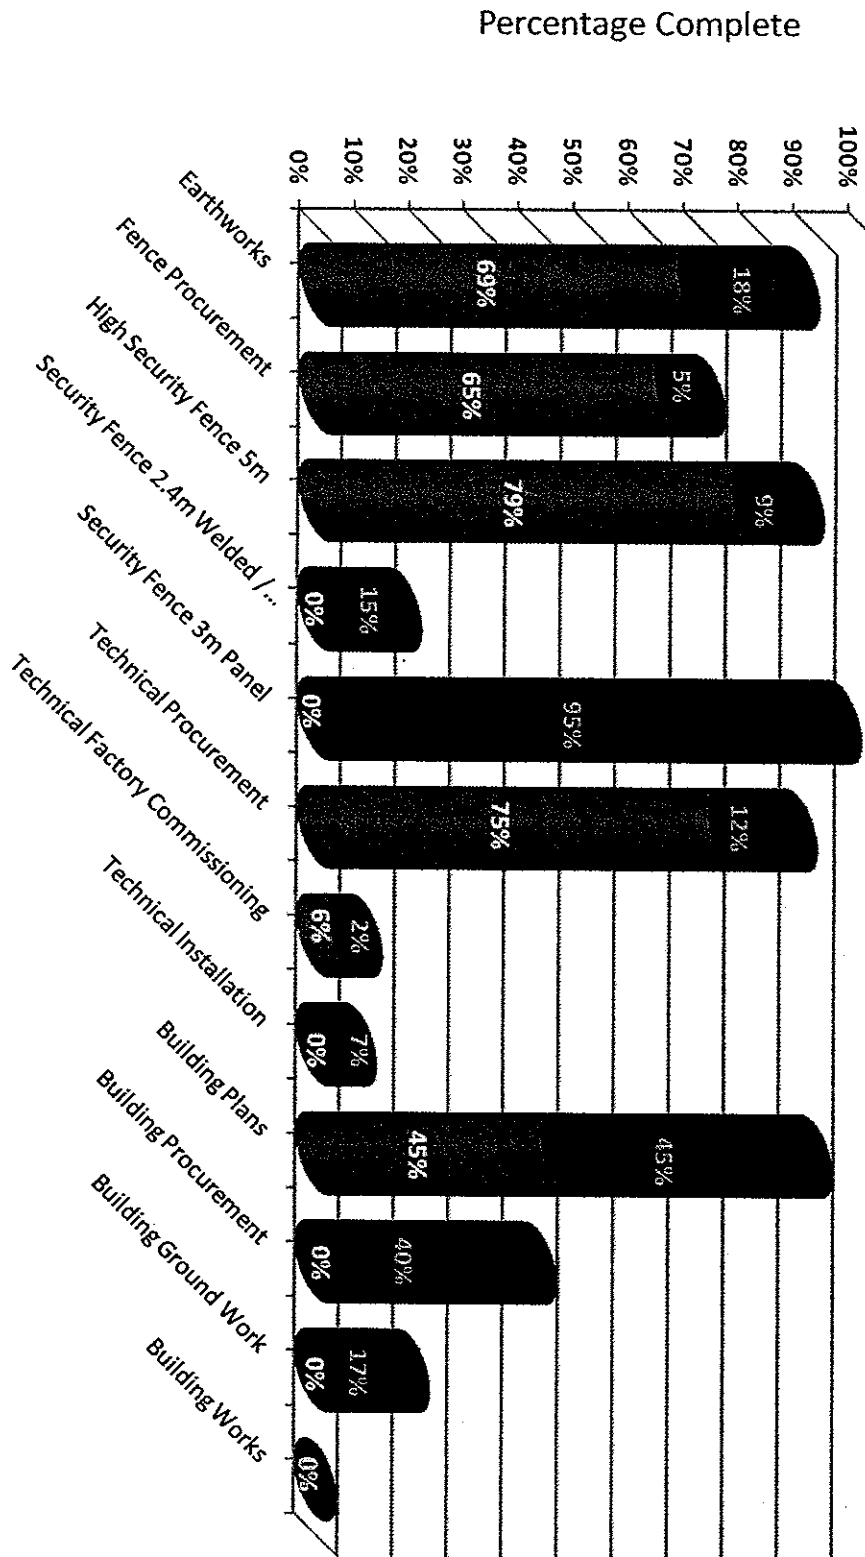 Percentage Complete
100%
90%
80%
70%
60%
50%
40%
30%
20%
10%
0%
18%
69%
5%
65%
9%
79%
15%
0%
95%
0%
12%
75%
2%
6%
7%
0%
45%
45%
40%
0%
17%
0%
0%
Earthworks
Fence Procurement
High Security Fence 5m
Security Fence 2.4m Welded /...
Security Fence 3m Panel
Technical Procurement
Technical Factory Commissioning
Technical Installation
Building Plans
Building Procurement
Building Ground Work
Building Works